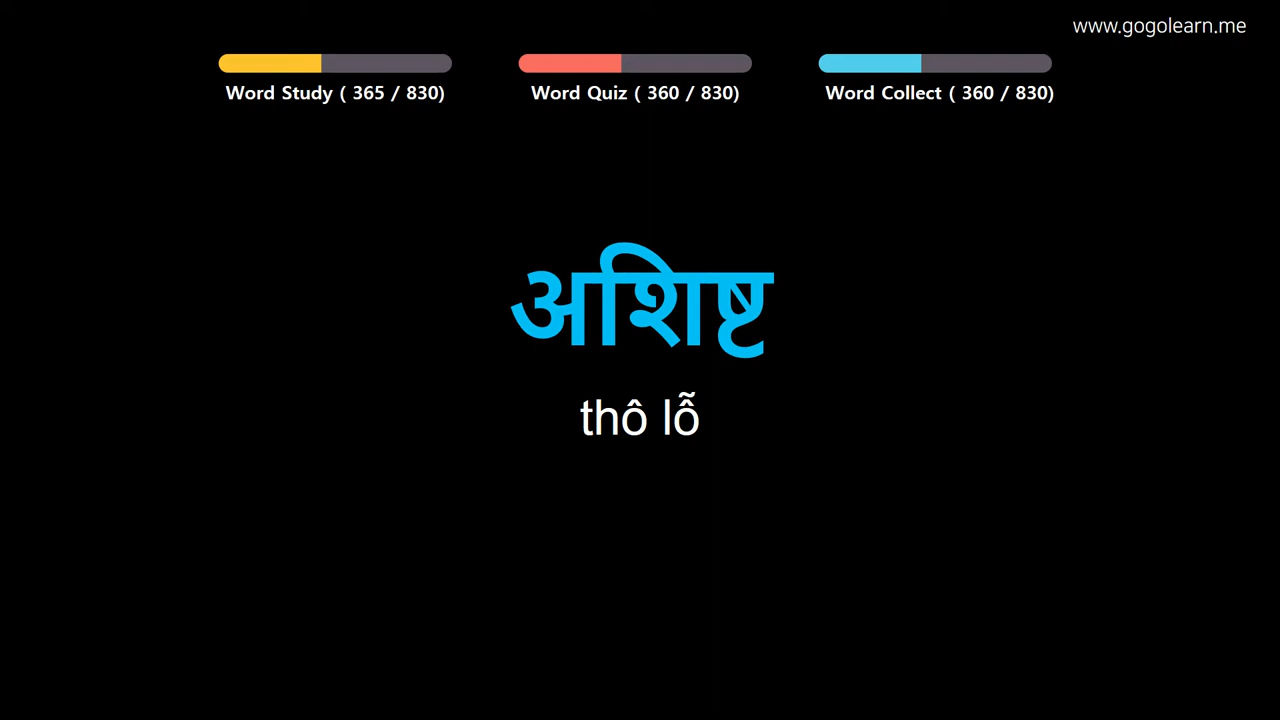 www.gogolearn.me
Word Study ( 365 / 830)
Word Quiz ( 360 / 830)
Word Collect ( 360 / 830)
अशिष्ट
thô lỗ